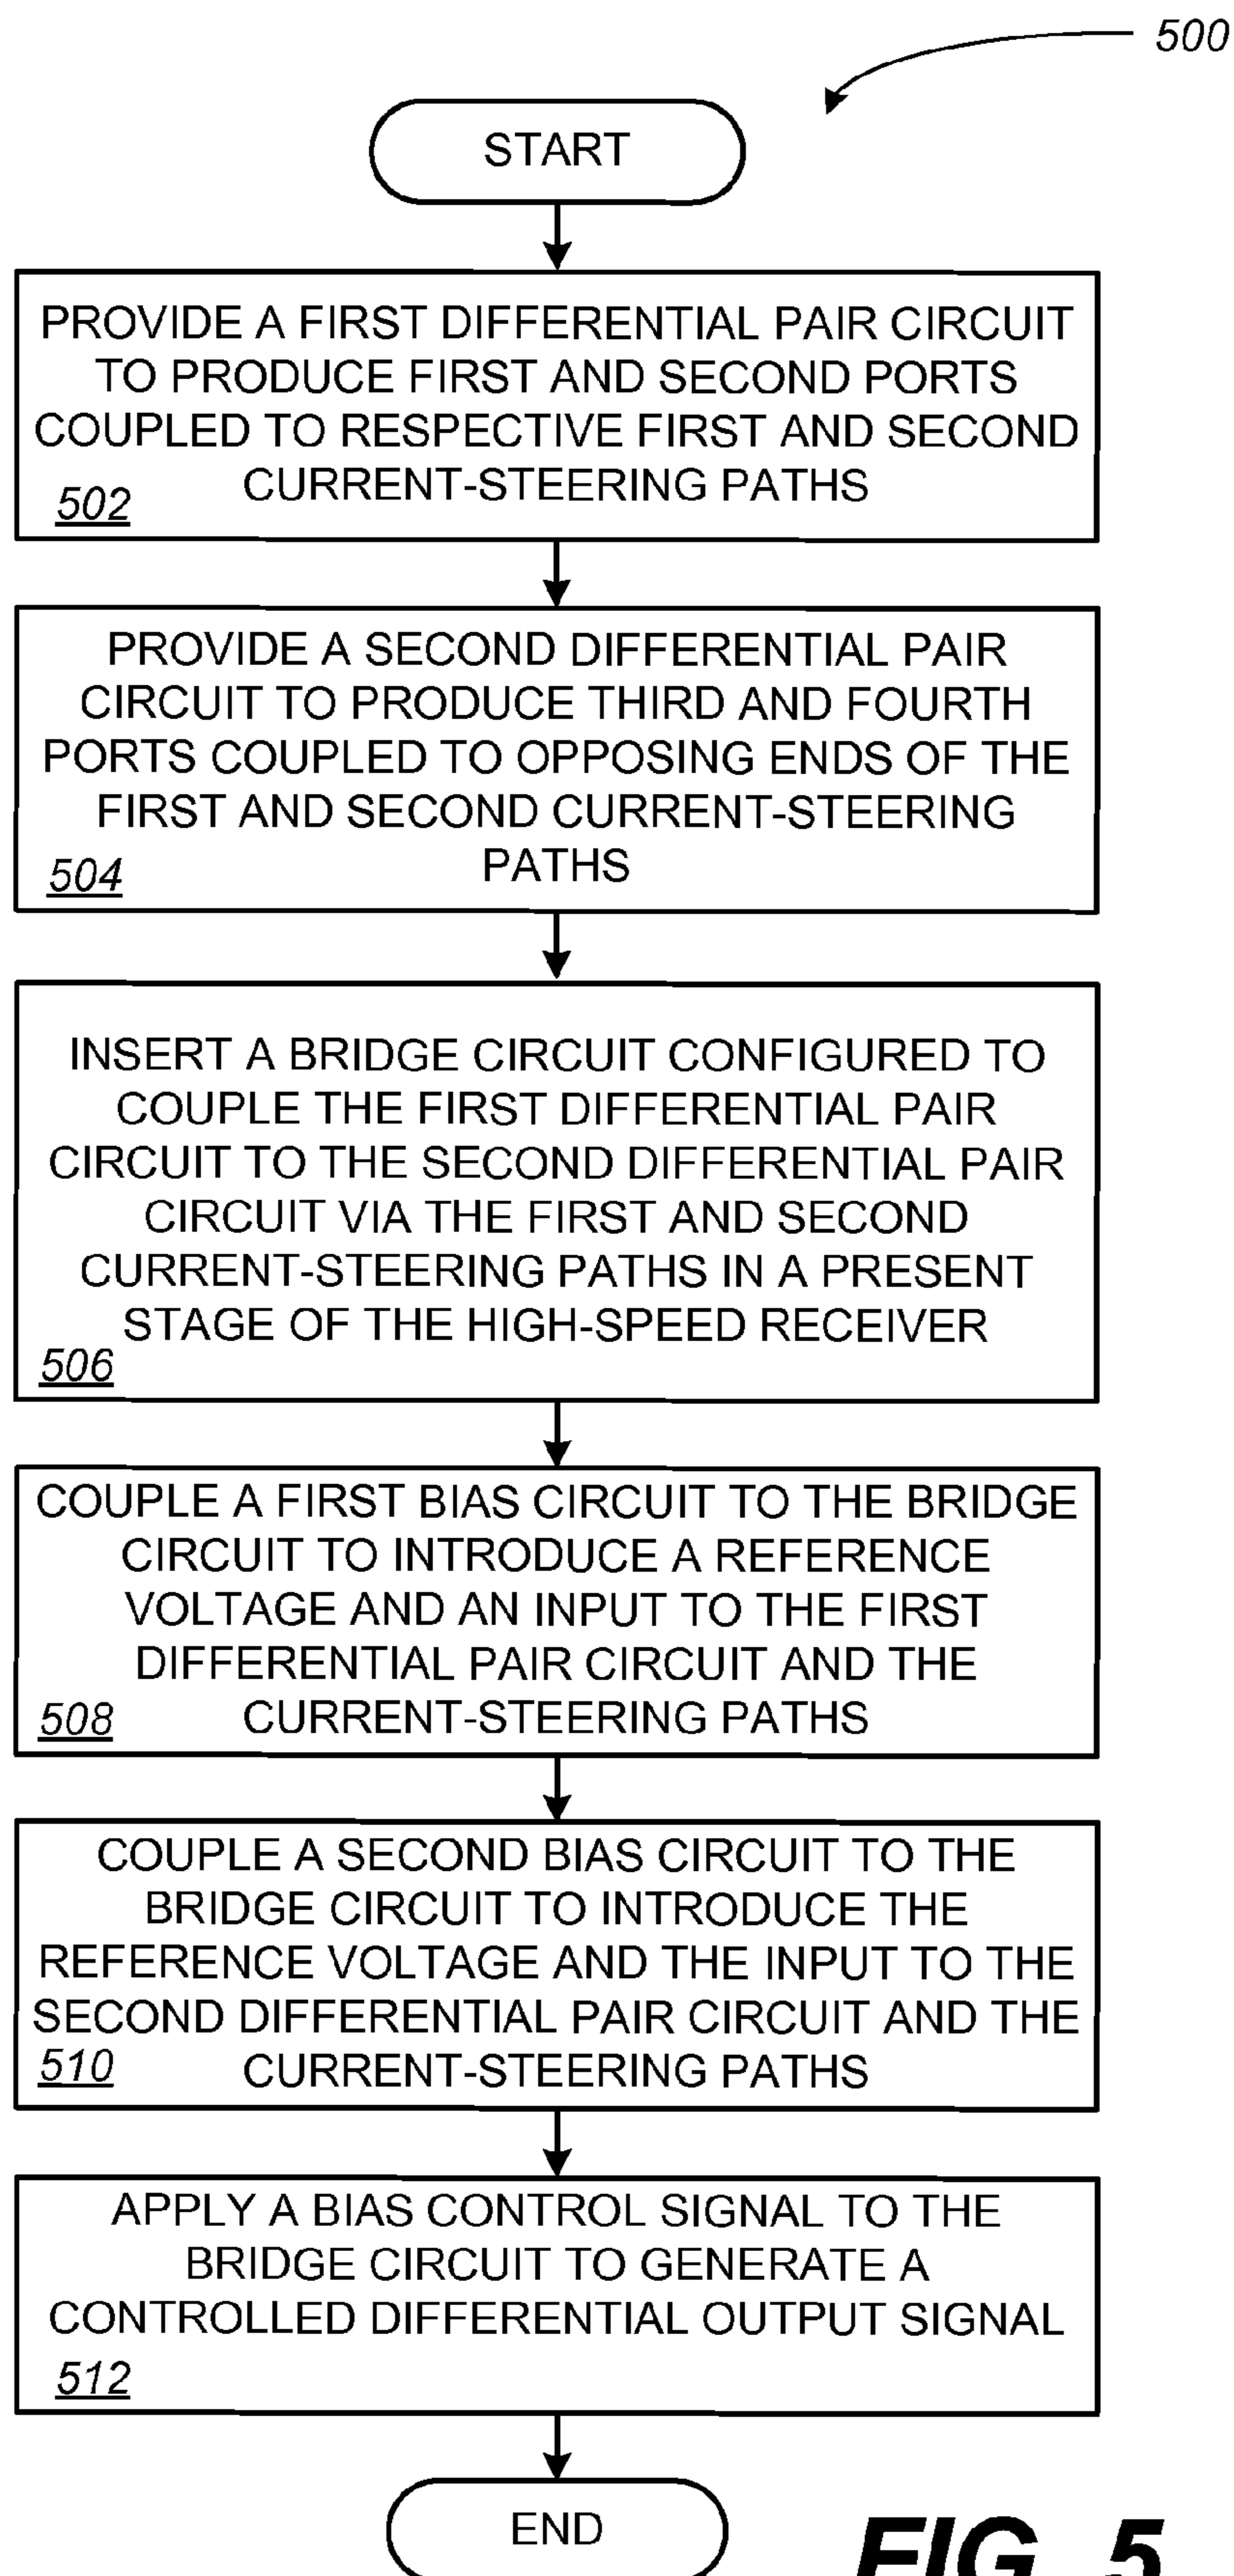 500
START
PROVIDE A FIRST DIFFERENTIAL PAIR CIRCUIT
TO PRODUCE FIRST AND SECOND PORTS
COUPLED TO RESPECTIVE FIRST AND SECOND
CURRENT-STEERING PATHS
502
PROVIDE A SECOND DIFFERENTIAL PAIR
CIRCUIT TO PRODUCE THIRD AND FOURTH
PORTS COUPLED TO OPPOSING ENDS OF THE
FIRST AND SECOND CURRENT-STEERING
PATHS
504
INSERT A BRIDGE CIRCUIT CONFIGURED TO
COUPLE THE FIRST DIFFERENTIAL PAIR
CIRCUIT TO THE SECOND DIFFERENTIAL PAIR
CIRCUIT VIA THE FIRST AND SECOND
CURRENT-STEERING PATHS IN A PRESENT
STAGE OF THE HIGH-SPEED RECEIVER
506
COUPLE A FIRST BIAS CIRCUIT TO THE BRIDGE
CIRCUIT TO INTRODUCE A REFERENCE
VOLTAGE AND AN INPUT TO THE FIRST
DIFFERENTIAL PAIR CIRCUIT AND THE
CURRENT-STEERING PATHS
508
COUPLE A SECOND BIAS CIRCUIT TO THE
BRIDGE CIRCUIT TO INTRODUCE THE
REFERENCE VOLTAGE AND THE INPUT TO THE
SECOND DIFFERENTIAL PAIR CIRCUIT AND THE
CURRENT-STEERING PATHS
510
APPLY A BIAS CONTROL SIGNAL TO THE
BRIDGE CIRCUIT TO GENERATE A
CONTROLLED DIFFERENTIAL OUTPUT SIGNAL
512
END
FIG. 5